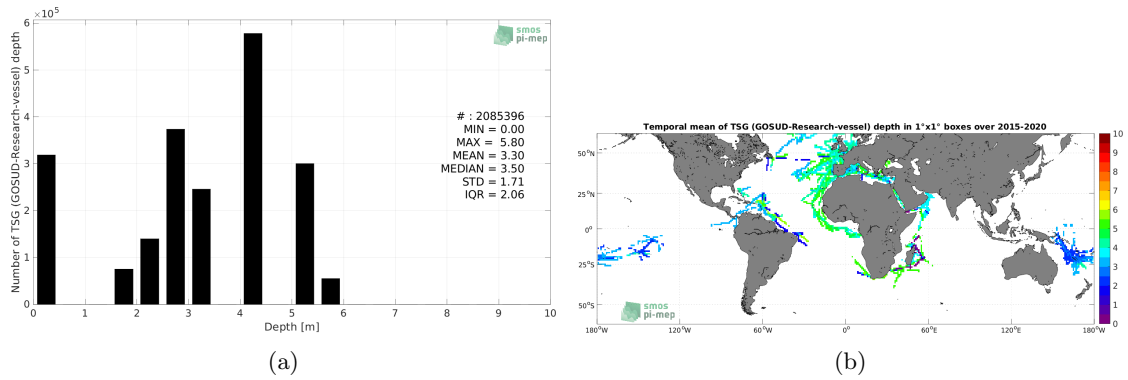 ×10⁵
6
5
4
3
2
1
0
Number of TSG (GOSUD-Research-vessel) depth
smos
pi-mep
# : 2085396
MIN = 0.00
MAX = 5.80
MEAN = 3.30
MEDIAN = 3.50
STD = 1.71
IQR = 2.06
0 1 2 3 4 5 6 7 8 9 10
Depth [m]
(a)
Temporal mean of TSG (GOSUD-Research-vessel) depth in 1°x1° boxes over 2015-2020
50°N
25°N
0°
25°S
50°S
smos
pi-mep
180°W 120°W 60°W 0° 60°E 120°E 180°W
10
9
8
7
6
5
4
3
2
1
0
(b)